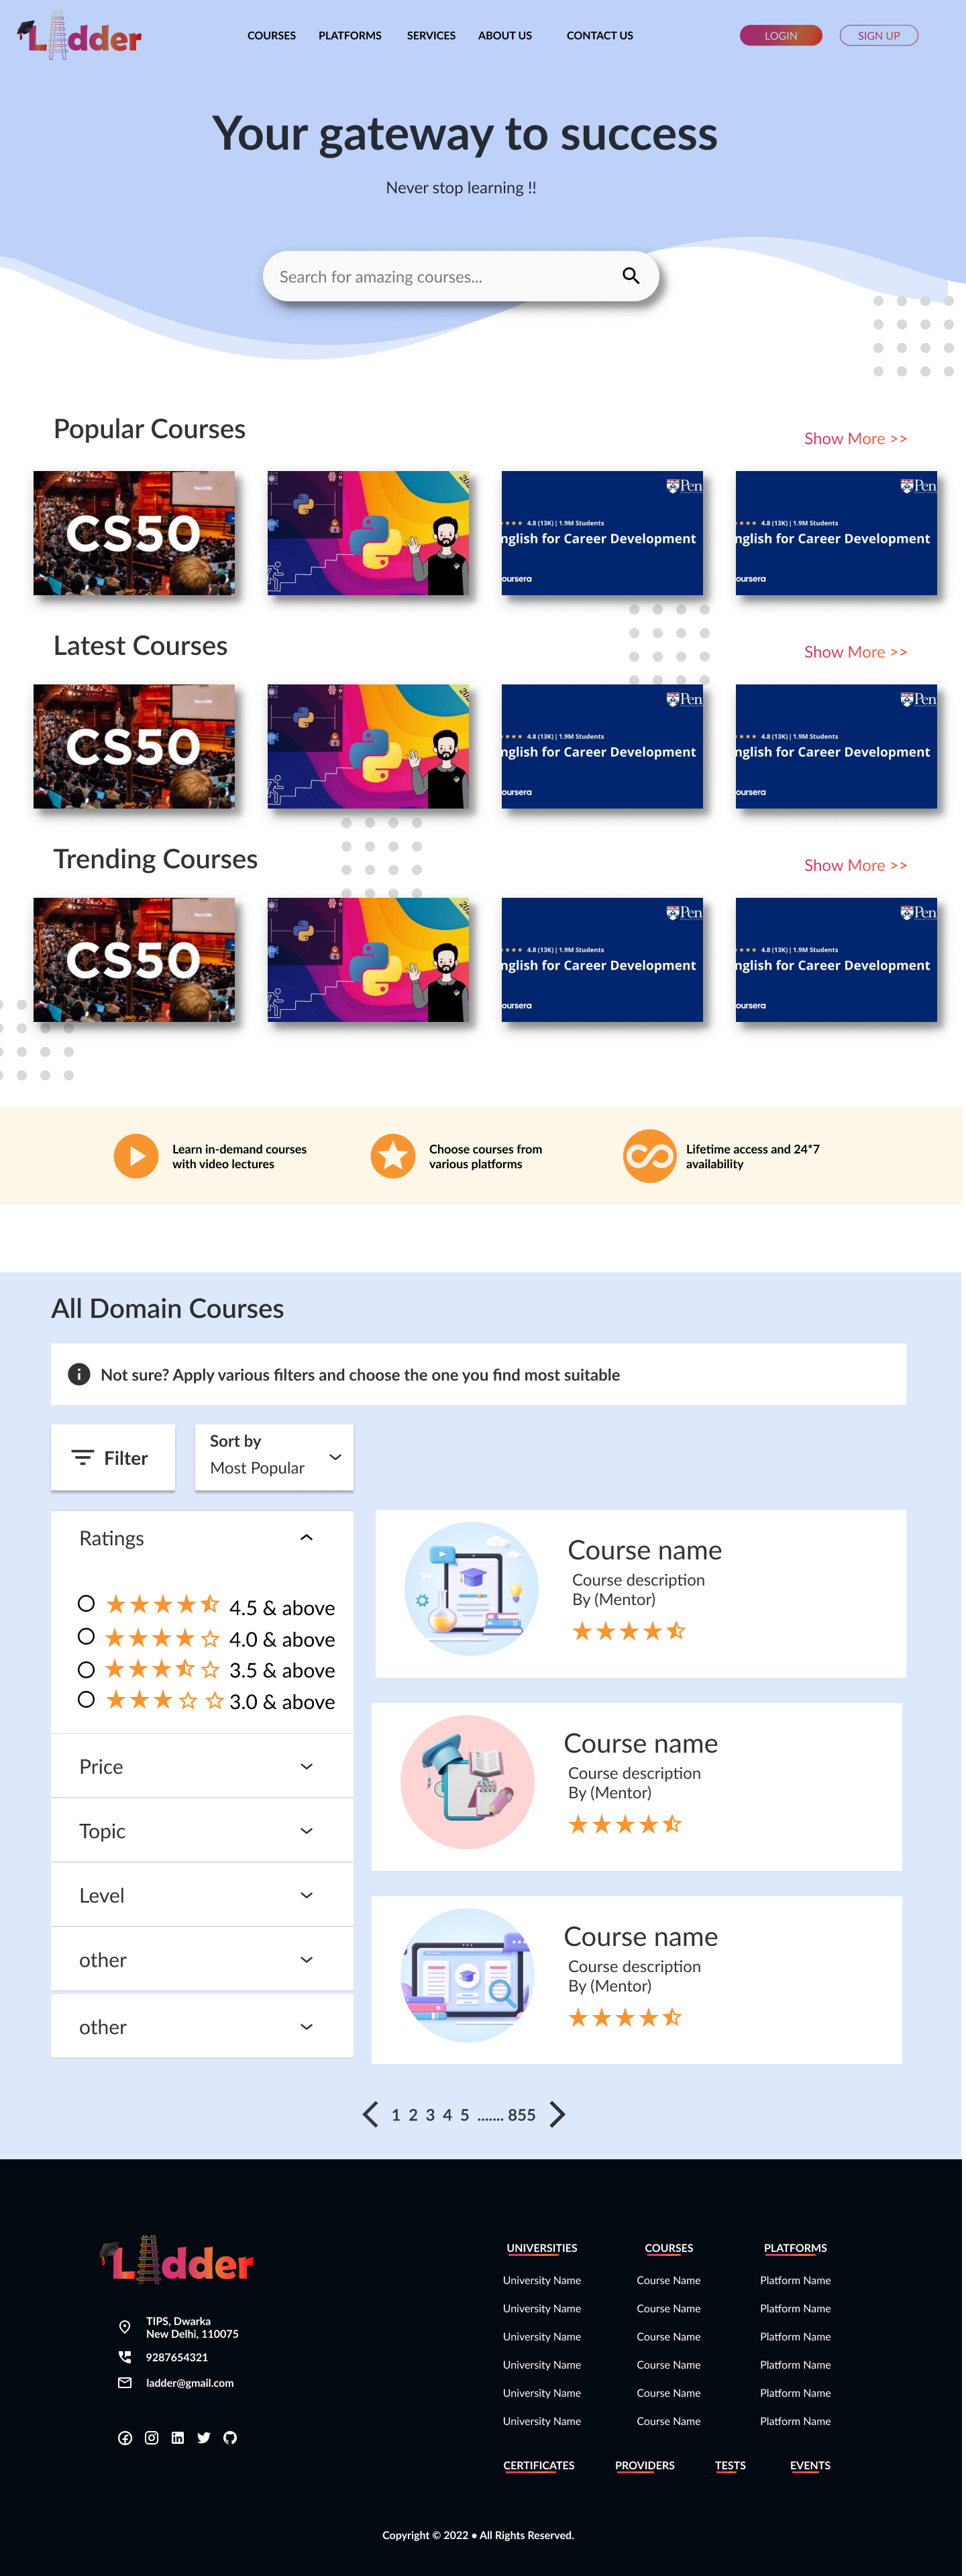 Ladder
COURSES PLATFORMS SERVICES ABOUT US CONTACT US LOGIN SIGN UP
Your gateway to success
Never stop learning !!
Search for amazing courses...
Popular Courses
Show More >>
CS50
Pen
4.8 (13K) | 1.9M Students
nglish for Career Development
oursera
Pen
4.8 (13K) | 1.9M Students
nglish for Career Development
oursera
Latest Courses
Show More >>
CS50
Pen
4.8 (13K) | 1.9M Students
nglish for Career Development
oursera
Pen
4.8 (13K) | 1.9M Students
nglish for Career Development
oursera
Trending Courses
Show More >>
CS50
Pen
4.8 (13K) | 1.9M Students
nglish for Career Development
oursera
Pen
4.8 (13K) | 1.9M Students
nglish for Career Development
oursera
Learn in-demand courses
with video lectures
Choose courses from
various platforms
Lifetime access and 24*7
availability
All Domain Courses
Not sure? Apply various filters and choose the one you find most suitable
Filter
Sort by
Most Popular
Ratings
4.5 & above
4.0 & above
3.5 & above
3.0 & above
Price
Topic
Level
other
other
Course name
Course description
By (Mentor)
Course name
Course description
By (Mentor)
Course name
Course description
By (Mentor)
1 2 3 4 5 ....... 855
Ladder
TIPS, Dwarka
New Delhi, 110075
9287654321
ladder@gmail.com
UNIVERSITIES COURSES PLATFORMS
University Name Course Name Platform Name
University Name Course Name Platform Name
University Name Course Name Platform Name
University Name Course Name Platform Name
University Name Course Name Platform Name
University Name Course Name Platform Name
CERTIFICATES PROVIDERS TESTS EVENTS
Copyright © 2022 • All Rights Reserved.